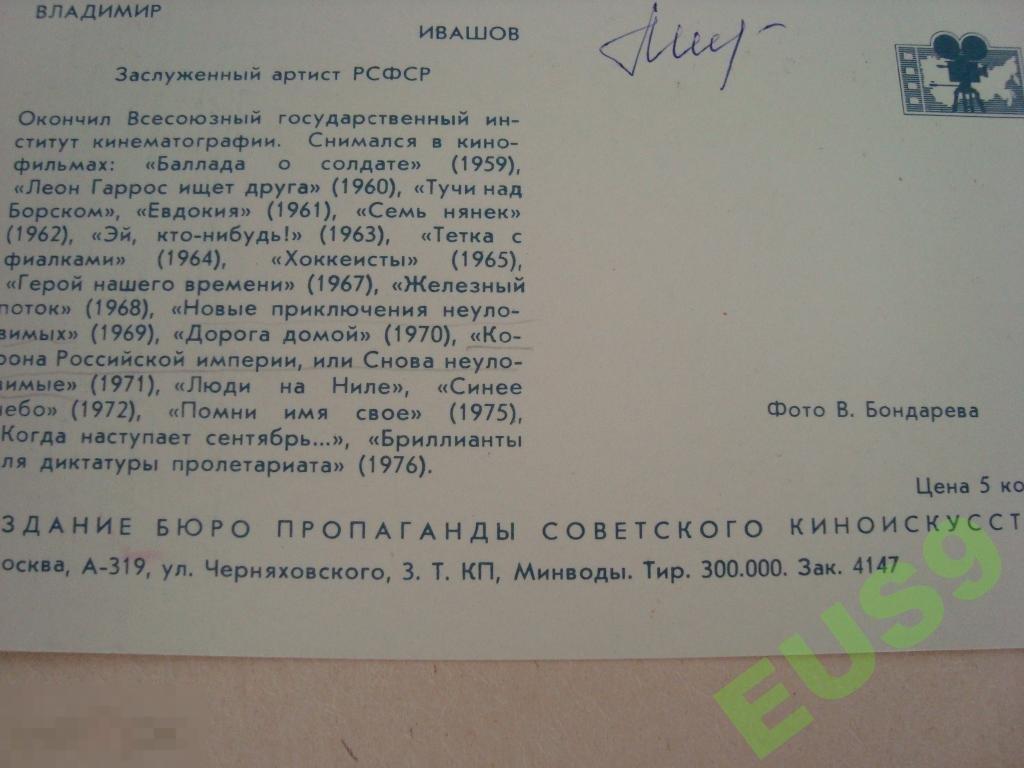 ВЛАДИМИР
ИВАШОВ
Заслуженный артист РСФСР
Окончил Всесоюзный государственный ин-
ститут кинематографии. Снимался в кино-
фильмах: «Баллада о солдате» (1959),
«Леон Гаррос ищет друга» (1960), «Тучи над
Борском», «Евдокия» (1961), «Семь нянек»
(1962), «Эй, кто-нибудь!» (1963), «Тетка с
фиалками» (1964), «Хоккеисты» (1965),
«Герой нашего времени» (1967), «Железный
поток» (1968), «Новые приключения неуло-
вимых» (1969), «Дорога домой» (1970), «Ко-
рона Российской империи, или Снова неуло-
вимые» (1971), «Люди на Ниле», «Синее
небо» (1972), «Помни имя свое» (1975),
Когда наступает сентябрь...», «Бриллианты
ля диктатуры пролетариата» (1976).
Фото В. Бондарева
Цена 5 ко
ЗДАНИЕ БЮРО ПРОПАГАНДЫ СОВЕТСКОГО КИНОИСКУССТ
осква, А-319, ул. Черняховского, 3. Т. КП, Минводы. Тир. 300.000. Зак. 4147
EUS9